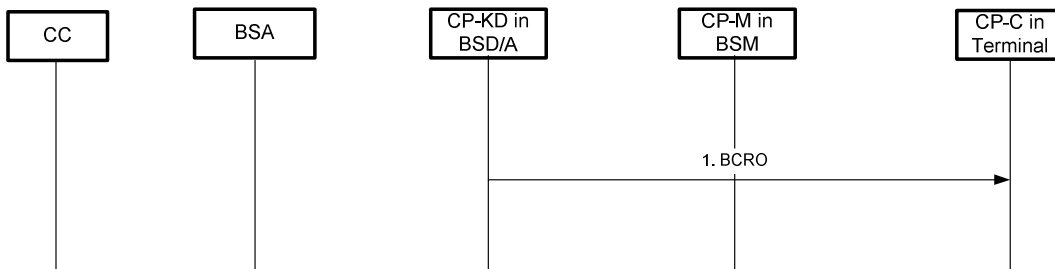 CC
BSA
CP-KD in
BSD/A
CP-M in
BSM
CP-C in
Terminal
1. BCRO